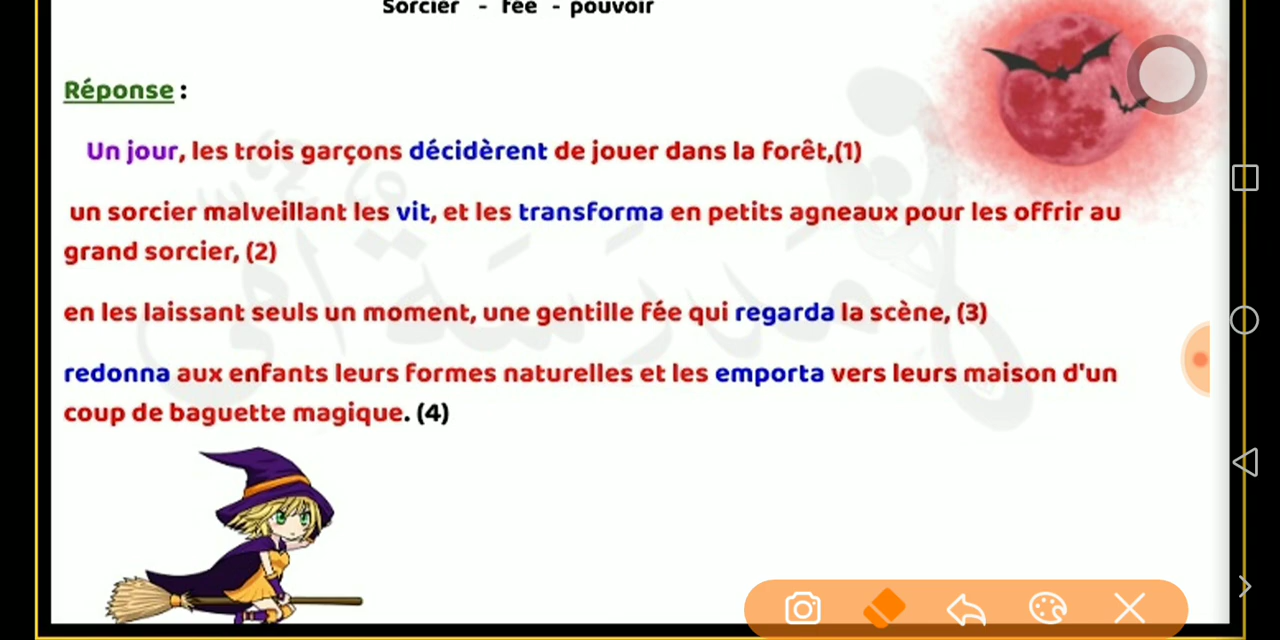 Sorcier - fée - pouvoir
Réponse :
Un jour, les trois garçons décidèrent de jouer dans la forêt,(1)
un sorcier malveillant les vit, et les transforma en petits agneaux pour les offrir au
grand sorcier, (2)
en les laissant seuls un moment, une gentille fée qui regarda la scène, (3)
redonna aux enfants leurs formes naturelles et les emporta vers leurs maison d'un
coup de baguette magique. (4)